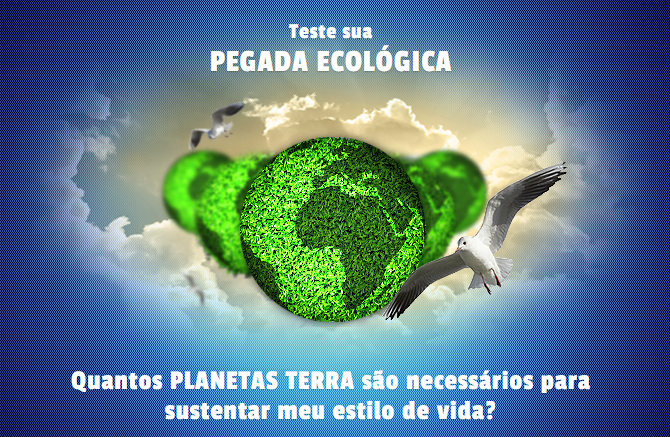 Teste sua
PEGADA ECOLÓGICA
Quantos PLANETAS TERRA são necessários para
sustentar meu estilo de vida?